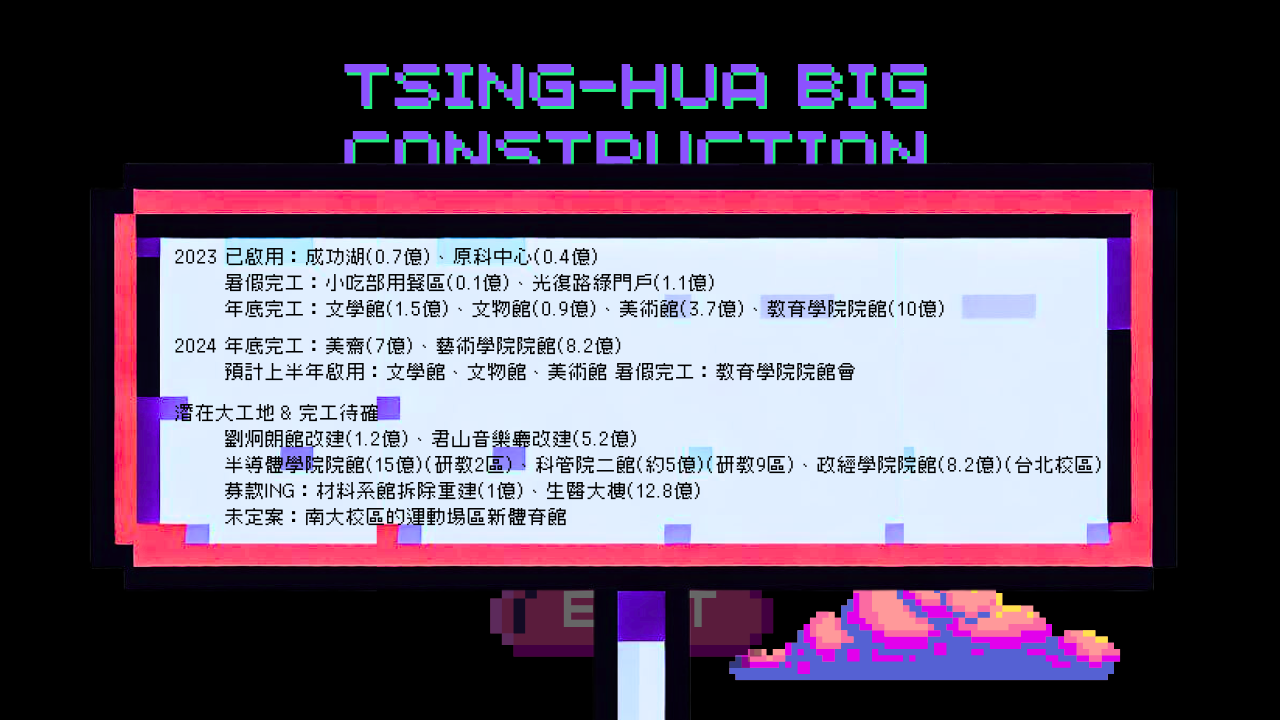 TSING-HUA BIG
CONSTRUCTION
2023 已啟用：成功湖(0.7億)、原科中心(0.4億)
暑假完工：小吃部用餐區(0.1億)、光復路綠門戶(1.1億)
年底完工：文學館(1.5億)、文物館(0.9億)、美術館(3.7億)、教育學院院館(10億)
2024 年底完工：美齋(7億)、藝術學院院館(8.2億)
預計上半年啟用：文學館、文物館、美術館 暑假完工：教育學院院館會
潛在大工地 & 完工待確
劉炯朗館改建(1.2億)、君山音樂廳改建(5.2億)
半導體學院院館(15億)(研教2區)、科管院二館(約5億)(研教9區)、政經學院院館(8.2億)(台北校區)
募款ING：材料系館拆除重建(1億)、生醫大樓(12.8億)
未定案：南大校區的運動場區新體育館